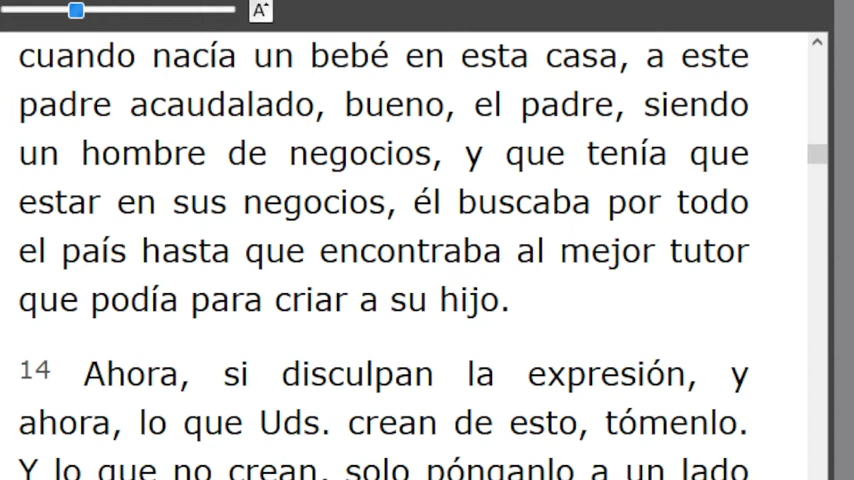 A
cuando nacía un bebé en esta casa, a este
padre acaudalado, bueno, el padre, siendo
un hombre de negocios, y que tenía que
estar en sus negocios, él buscaba por todo
el país hasta que encontraba al mejor tutor
que podía para criar a su hijo.
14 Ahora, si disculpan la expresión, y
ahora, lo que Uds. crean de esto, tómenlo.
Y lo que no crean, solo pónganlo a un lado